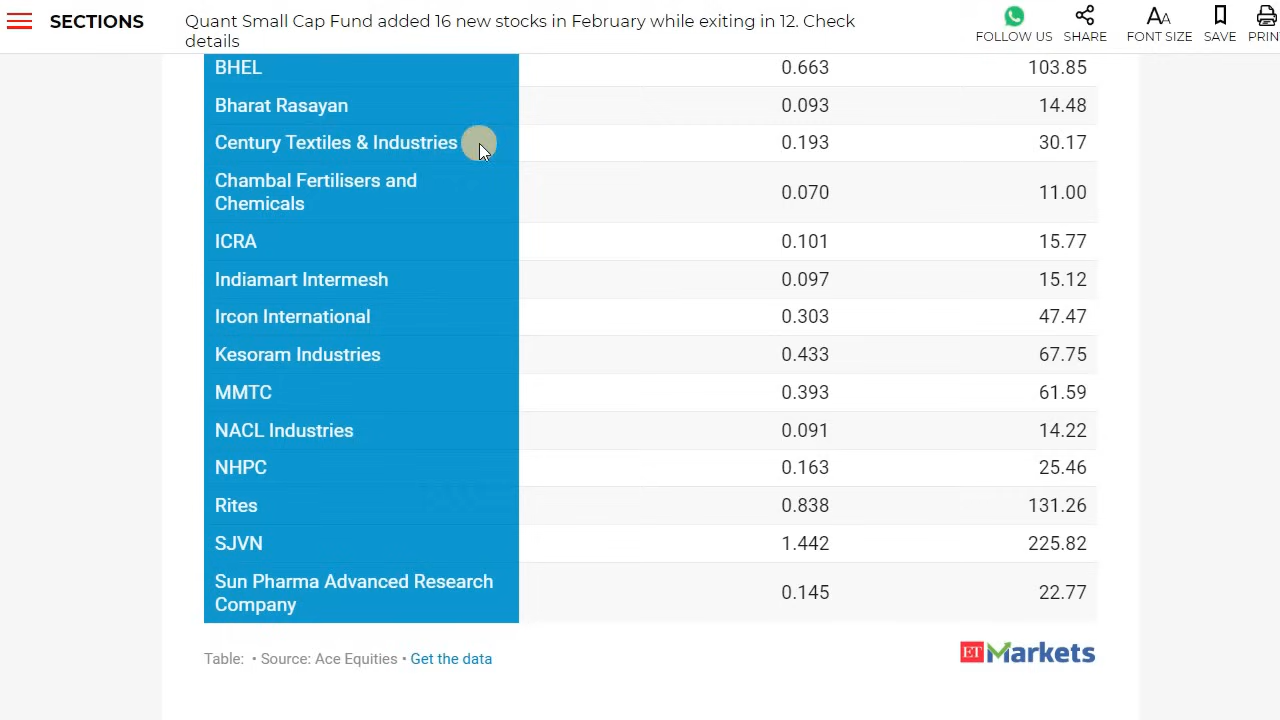 SECTIONS
Quant Small Cap Fund added 16 new stocks in February while exiting in 12. Check
details
FOLLOW US
SHARE
FONT SIZE
SAVE
PRIN
BHEL 0.663 103.85
Bharat Rasayan 0.093 14.48
Century Textiles & Industries 0.193 30.17
Chambal Fertilisers and
Chemicals 0.070 11.00
ICRA 0.101 15.77
Indiamart Intermesh 0.097 15.12
Ircon International 0.303 47.47
Kesoram Industries 0.433 67.75
MMTC 0.393 61.59
NACL Industries 0.091 14.22
NHPC 0.163 25.46
Rites 0.838 131.26
SJVN 1.442 225.82
Sun Pharma Advanced Research
Company 0.145 22.77
Table: • Source: Ace Equities • Get the data
ET Markets